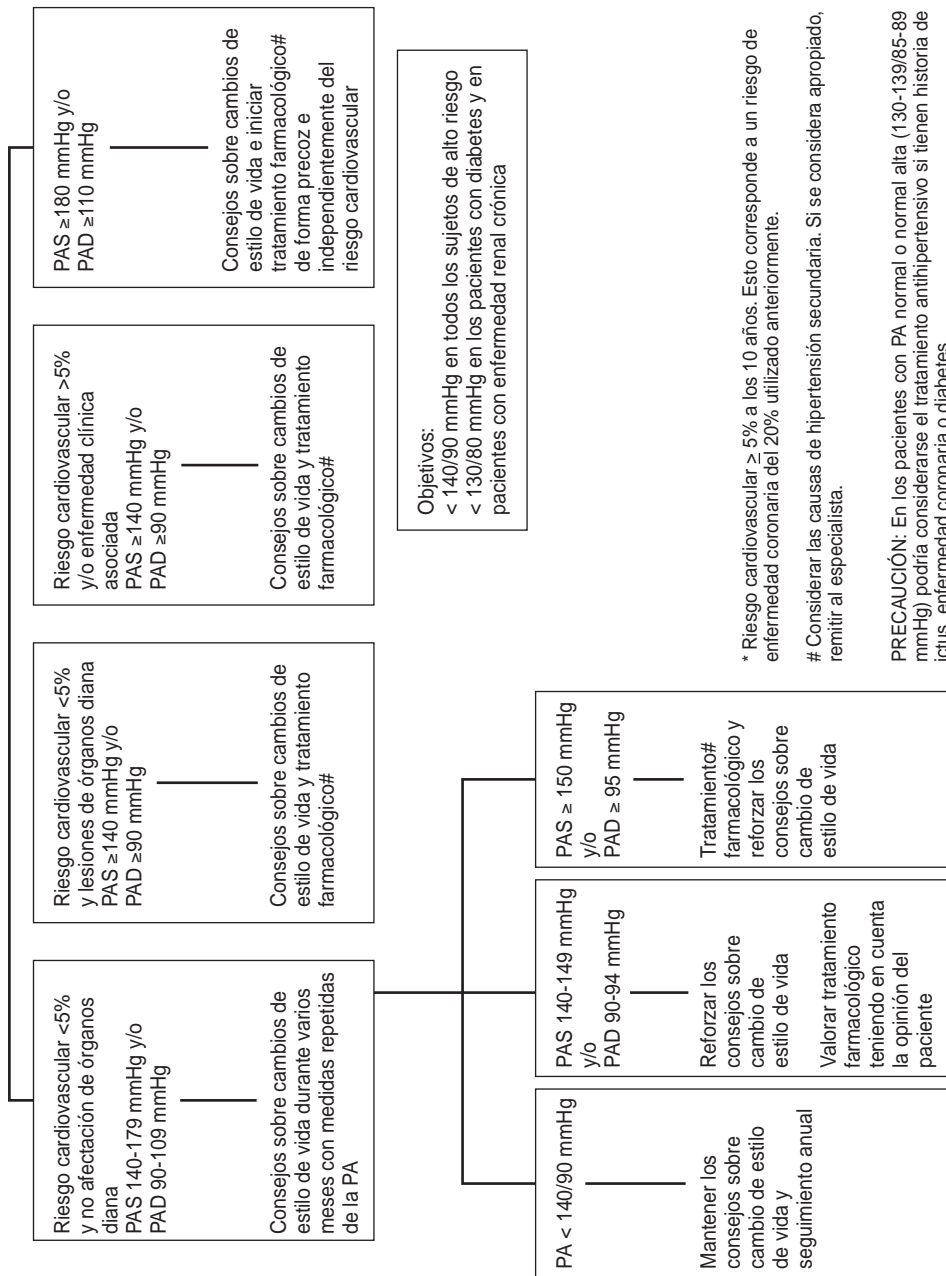 Riesgo cardiovascular <5%
y no afectación de órganos
diana
PAS 140-179 mmHg y/o
PAD 90-109 mmHg
Consejos sobre cambios de
estilo de vida durante varios
meses con medidas repetidas
de la PA
Riesgo cardiovascular <5%
y lesiones de órganos diana
PAS ≥140 mmHg y/o
PAD ≥90 mmHg
Consejos sobre cambios de
estilo de vida y tratamiento
farmacológico#
Riesgo cardiovascular >5%
y/o enfermedad clínica
asociada
PAS ≥140 mmHg y/o
PAD ≥90 mmHg
Consejos sobre cambios de
estilo de vida y tratamiento
farmacológico#
PAS ≥180 mmHg y/o
PAD ≥110 mmHg
Consejos sobre cambios de
estilo de vida e iniciar
tratamiento farmacológico#
de forma precoz e
independientemente del
riesgo cardiovascular
PA < 140/90 mmHg
Mantener los
consejos sobre
cambio de estilo
de vida y
seguimiento anual
PAS 140-149 mmHg
y/o
PAD 90-94 mmHg
Reforzar los
consejos sobre
cambio de
estilo de vida
Valorar tratamiento
farmacológico
teniendo en cuenta
la opinión del
paciente
PAS ≥ 150 mmHg
y/o
PAD ≥ 95 mmHg
Tratamiento#
farmacológico y
reforzar los
consejos sobre
cambio de
estilo de vida
Objetivos:
< 140/90 mmHg en todos los sujetos de alto riesgo
< 130/80 mmHg en los pacientes con diabetes y en
pacientes con enfermedad renal crónica
* Riesgo cardiovascular ≥ 5% a los 10 años. Esto corresponde a un riesgo de
enfermedad coronaria del 20% utilizado anteriormente.
# Considerar las causas de hipertensión secundaria. Si se considera apropiado,
remitir al especialista.
PRECAUCIÓN: En los pacientes con PA normal o normal alta (130-139/85-89
mmHg) podría considerarse el tratamiento antihipertensivo si tienen historia de
ictus, enfermedad coronaria o diabetes